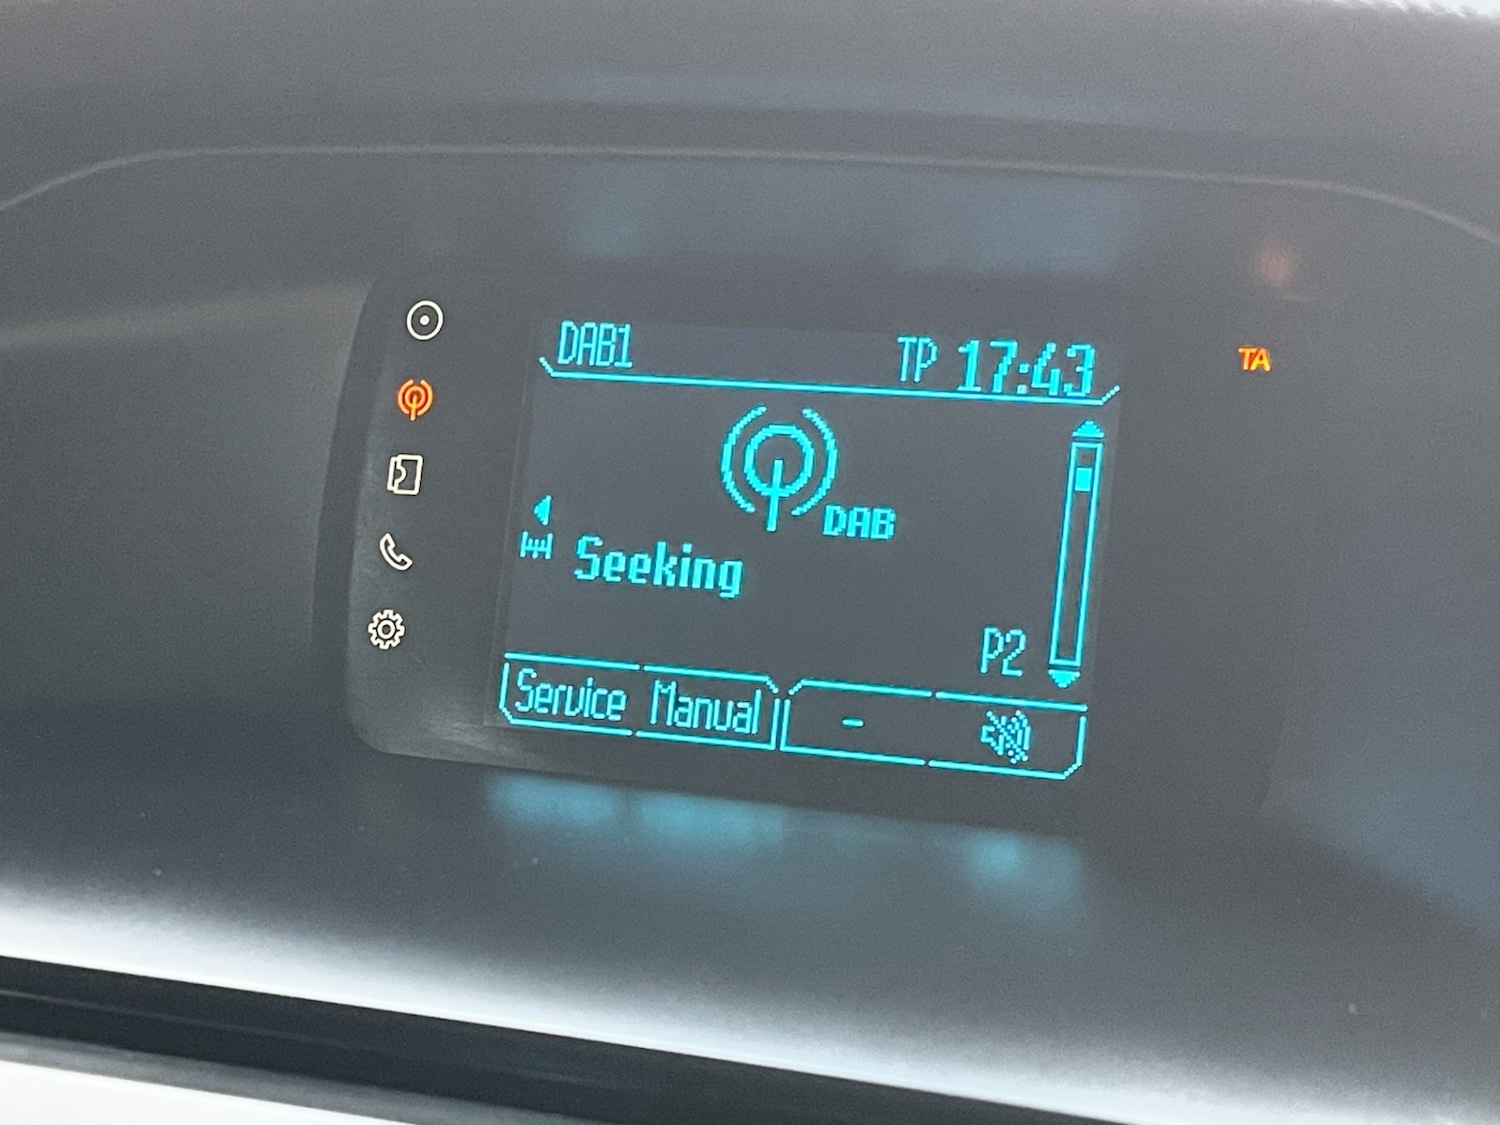 DAB1 TP 17:43
TA
DAB
Seeking
P2
Service Manual -